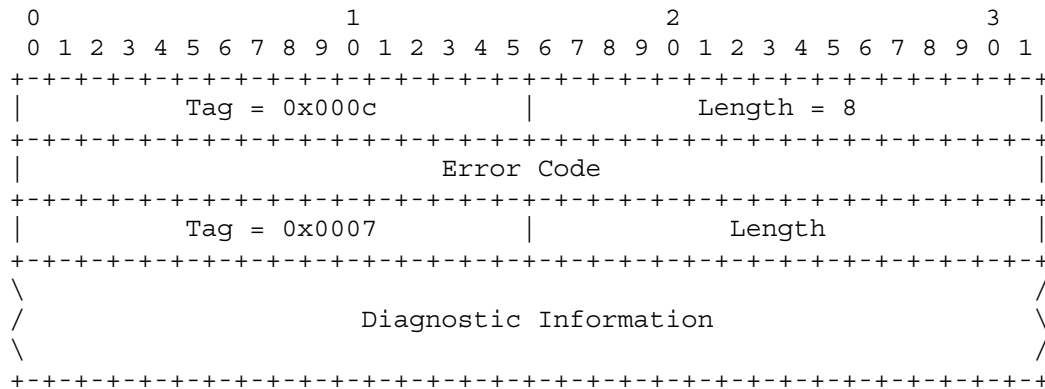 0                   1                   2                   3
 0 1 2 3 4 5 6 7 8 9 0 1 2 3 4 5 6 7 8 9 0 1 2 3 4 5 6 7 8 9 0 1
+-+-+-+-+-+-+-+-+-+-+-+-+-+-+-+-+-+-+-+-+-+-+-+-+-+-+-+-+-+-+-+-+
|          Tag = 0x000c         |          Length = 8           |
+-+-+-+-+-+-+-+-+-+-+-+-+-+-+-+-+-+-+-+-+-+-+-+-+-+-+-+-+-+-+-+-+
|                          Error Code                           |
+-+-+-+-+-+-+-+-+-+-+-+-+-+-+-+-+-+-+-+-+-+-+-+-+-+-+-+-+-+-+-+-+
|          Tag = 0x0007         |            Length             |
+-+-+-+-+-+-+-+-+-+-+-+-+-+-+-+-+-+-+-+-+-+-+-+-+-+-+-+-+-+-+-+-+
\                                                               /
/                     Diagnostic Information                    \
\                                                               /
+-+-+-+-+-+-+-+-+-+-+-+-+-+-+-+-+-+-+-+-+-+-+-+-+-+-+-+-+-+-+-+-+